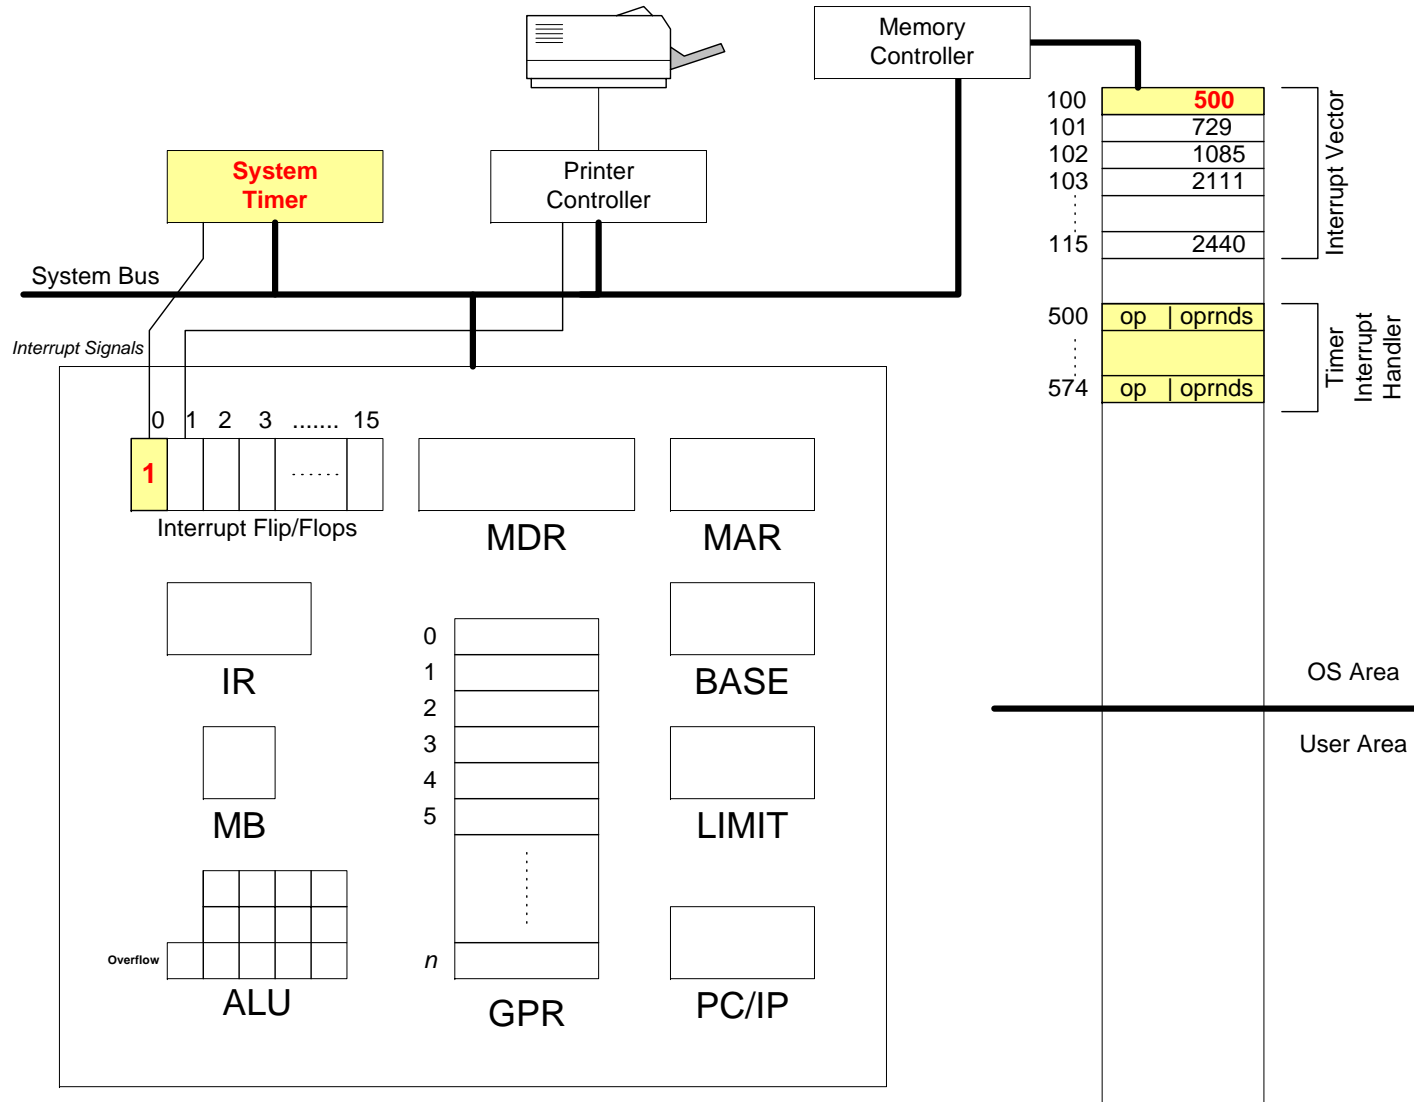 Memory
Controller
100 500
101 729
102 1085
103 2111
115 2440
Interrupt Vector
System
Timer
Printer
Controller
System Bus
Interrupt Signals
500 op | oprnds
574 op | oprnds
Timer
Interrupt
Handler
0 1 2 3 ....... 15
1
Interrupt Flip/Flops
MDR
MAR
IR
BASE
MB
LIMIT
0
1
2
3
4
5
n
GPR
Overflow
ALU
PC/IP
OS Area
User Area